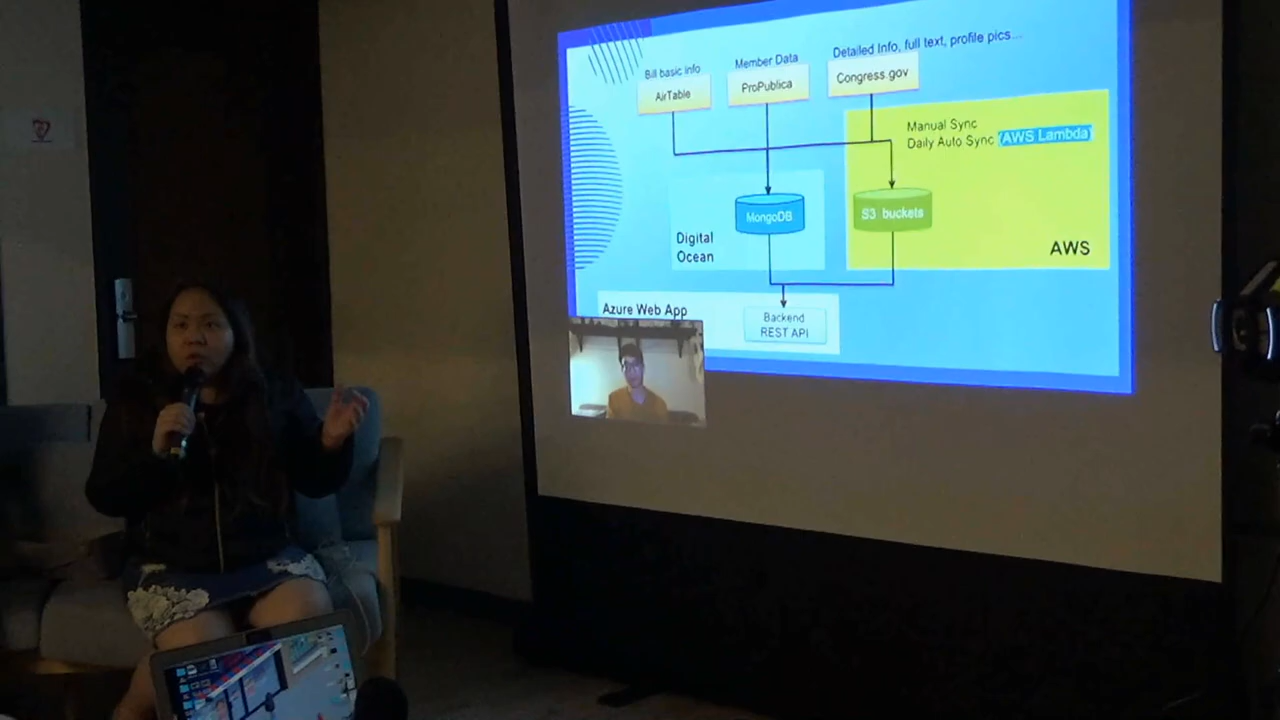 Bill basic info
AirTable
Member Data
ProPublica
Detailed Info, full text, profile pics...
Congress.gov
Manual Sync
Daily Auto Sync (AWS Lambda)
MongoDB
Digital
Ocean
S3 buckets
AWS
Azure Web App
Backend
REST API